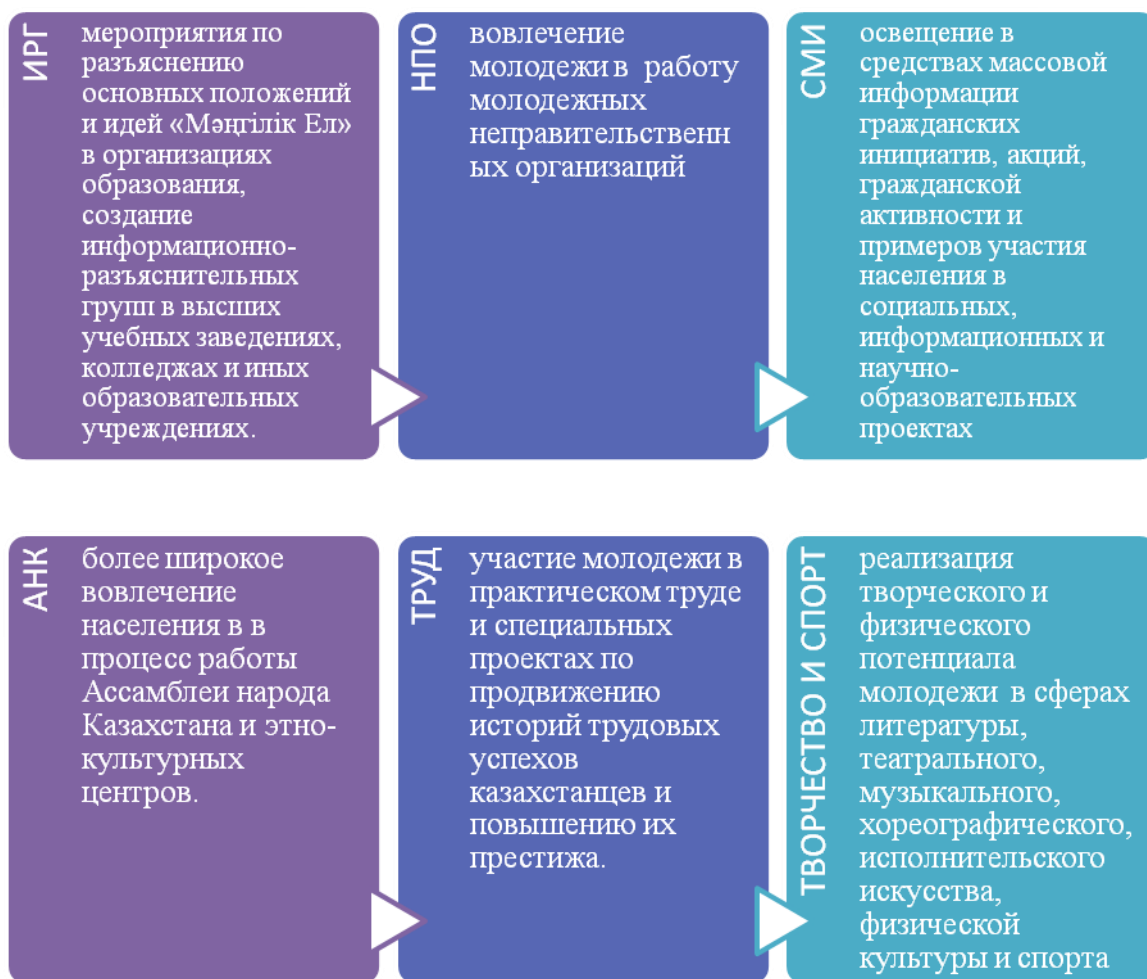 ИРГ
мероприятия по
разъяснению
основных положений
и идей «Мәңгілік Ел»
в организациях
образования,
создание
информационно-
разъяснительных
групп в высших
учебных заведениях,
колледжах и иных
образовательных
учреждениях.
НПО
вовлечение
молодежи в работу
молодежных
неправительственн
ых организаций
СМИ
освещение в
средствах массовой
информации
гражданских
инициатив, акций,
гражданской
активности и
примеров участия
населения в
социальных,
информационных и
научно-
образовательных
проектах
АНК
более широкое
вовлечение
населения в в
процесс работы
Ассамблеи народа
Казахстана и этно-
культурных
центров.
ТРУД
участие молодежи в
практическом труде
и специальных
проектах по
продвижению
историй трудовых
успехов
казахстанцев и
повышению их
престижа.
ТВОРЧЕСТВО И СПОРТ
реализация
творческого и
физического
потенциала
молодежи в сферах
литературы,
театрального,
музыкального,
хореографического,
исполнительского
искусства,
физической
культуры и спорта